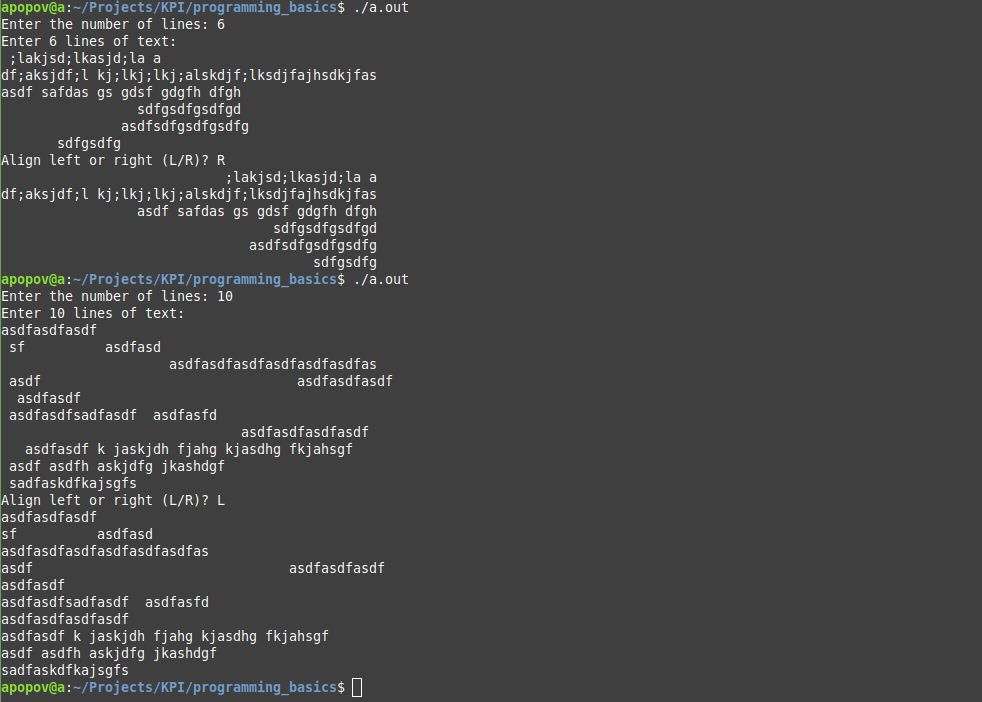 apopov@a:~/Projects/KPI/programming_basics$ ./a.out
Enter the number of lines: 6
Enter 6 lines of text:
 ;lakjsd;lkasjd;la a
df;aksjdf;l kj;lkj;lkj;alskdjf;lksdjfajhsdkjfas
asdf safdas gs gdsf gdgfh dfgh
                 sdfgsdfgsdfgd
               asdfsdfgsdfgsdfg
       sdfgsdfg
Align left or right (L/R)? R
                            ;lakjsd;lkasjd;la a
df;aksjdf;l kj;lkj;lkj;alskdjf;lksdjfajhsdkjfas
                 asdf safdas gs gdsf gdgfh dfgh
                                  sdfgsdfgsdfgd
                               asdfsdfgsdfgsdfg
                                       sdfgsdfg
apopov@a:~/Projects/KPI/programming_basics$ ./a.out
Enter the number of lines: 10
Enter 10 lines of text:
asdfasdfasdf
 sf          asdfasd
                     asdfasdfasdfasdfasdfasdfas
 asdf                                asdfasdfasdf
  asdfasdf
 asdfasdfsadfasdf  asdfasfd
                              asdfasdfasdfasdf
   asdfasdf k jaskjdh fjahg kjasdhg fkjahsgf
 asdf asdfh askjdfg jkashdgf
 sadfaskdfkajsgfs
Align left or right (L/R)? L
asdfasdfasdf
sf          asdfasd
asdfasdfasdfasdfasdfasdfas
asdf                                asdfasdfasdf
asdfasdf
asdfasdfsadfasdf  asdfasfd
asdfasdfasdfasdf
asdfasdf k jaskjdh fjahg kjasdhg fkjahsgf
asdf asdfh askjdfg jkashdgf
sadfaskdfkajsgfs
apopov@a:~/Projects/KPI/programming_basics$